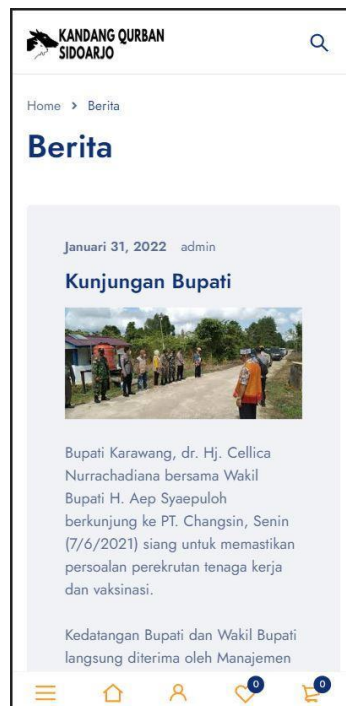 KANDANG QURBAN
SIDOARJO
Home > Berita
Berita
Januari 31, 2022 admin
Kunjungan Bupati
Bupati Karawang, dr. Hj. Cellica
Nurrachadiana bersama Wakil
Bupati H. Aep Syaepuloh
berkunjung ke PT. Changsin, Senin
(7/6/2021) siang untuk memastikan
persoalan perekrutan tenaga kerja
dan vaksinasi.
Kedatangan Bupati dan Wakil Bupati
langsung diterima oleh Manajemen
0 0